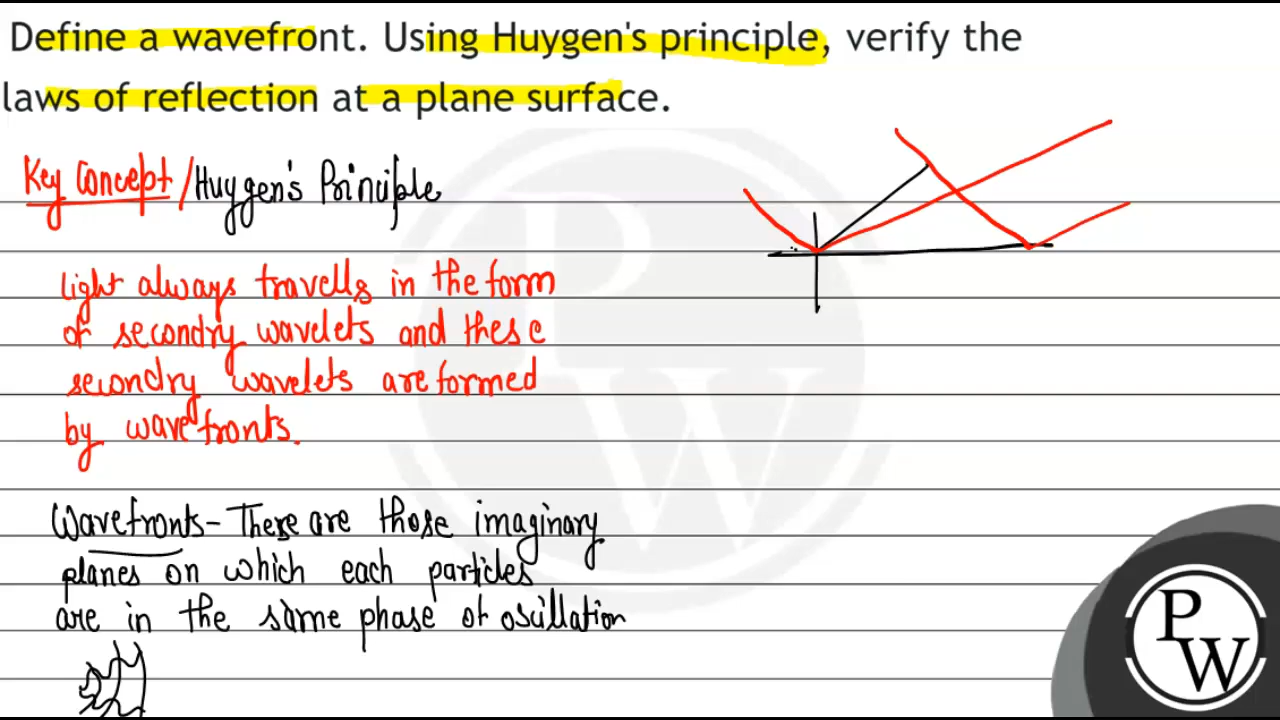 Define a wavefront. Using Huygen's principle, verify the
laws of reflection at a plane surface.
Key Concept/Huygen's Principle
light always travells in the form
of secondry wavelets and these
secondry wavelets are formed
by wavefronts.
Wavefronts- These are those imaginary
planes on which each particles
are in the same phase of oscillation
P
W
P
W